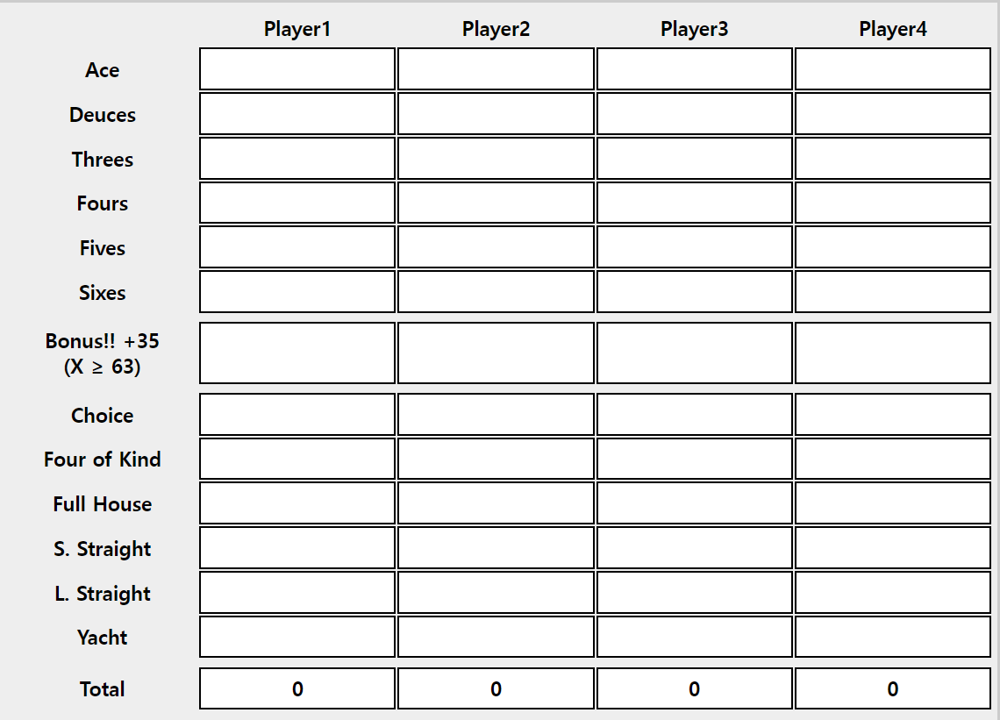 Player1 Player2 Player3 Player4
Ace
Deuces
Threes
Fours
Fives
Sixes
Bonus!! +35
(X ≥ 63)
Choice
Four of Kind
Full House
S. Straight
L. Straight
Yacht
Total 0 0 0 0